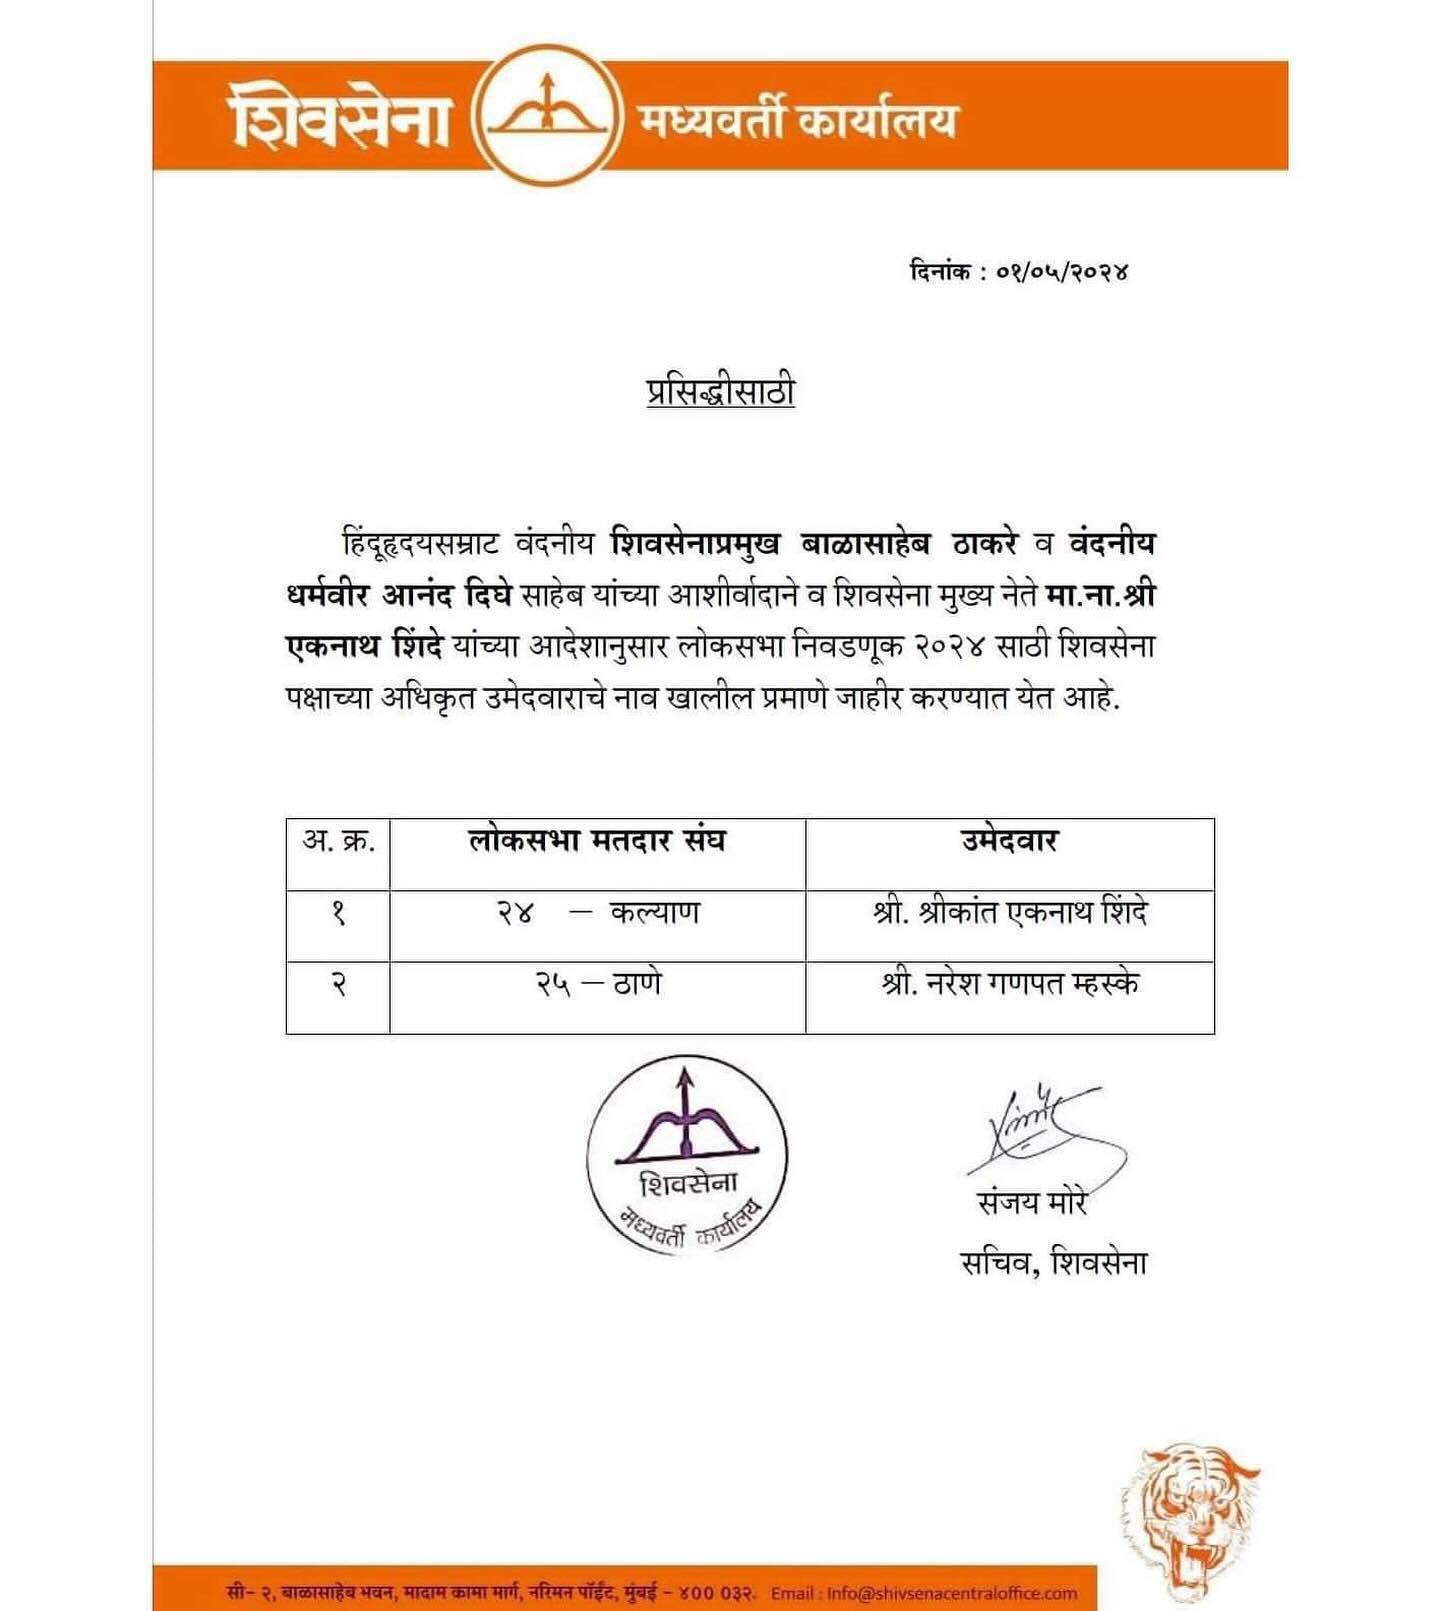 शिवसेना मध्यवर्ती कार्यालय
दिनांक : ०१/०५/२०२४
प्रसिद्धीसाठी
हिंदूहृदयसम्राट वंदनीय शिवसेनाप्रमुख बाळासाहेब ठाकरे व वंदनीय
धर्मवीर आनंद दिघे साहेब यांच्या आशीर्वादाने व शिवसेना मुख्य नेते मा.ना.श्री
एकनाथ शिंदे यांच्या आदेशानुसार लोकसभा निवडणूक २०२४ साठी शिवसेना
पक्षाच्या अधिकृत उमेदवाराचे नाव खालील प्रमाणे जाहीर करण्यात येत आहे.
अ. क्र. लोकसभा मतदार संघ उमेदवार
१ २४ – कल्याण श्री. श्रीकांत एकनाथ शिंदे
२ २५ – ठाणे श्री. नरेश गणपत म्हस्के
शिवसेना
मध्यवर्ती कार्यालय
संजय मोरे
सचिव, शिवसेना
सी- २, बाळासाहेब भवन, मादाम कामा मार्ग, नरिमन पॉईंट, मुंबई - ४०० ०३२. Email : Info@shivsenacentraloffice.com